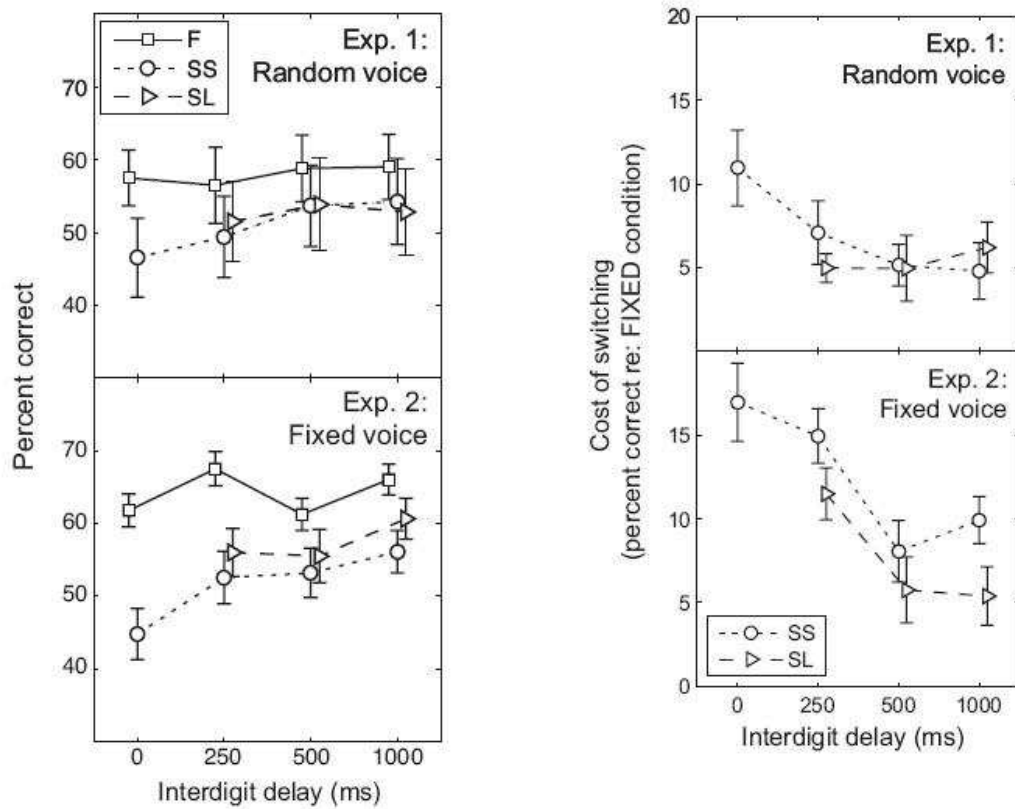 F
SS
SL
Exp. 1:
Random voice
70
60
50
40
Exp. 2:
Fixed voice
70
60
50
40
0 250 500 1000
Interdigit delay (ms)
Percent correct
20
15
10
5
Exp. 1:
Random voice
Exp. 2:
Fixed voice
15
10
5
0
SS
SL
0 250 500 1000
Interdigit delay (ms)
Cost of switching
(percent correct re: FIXED condition)